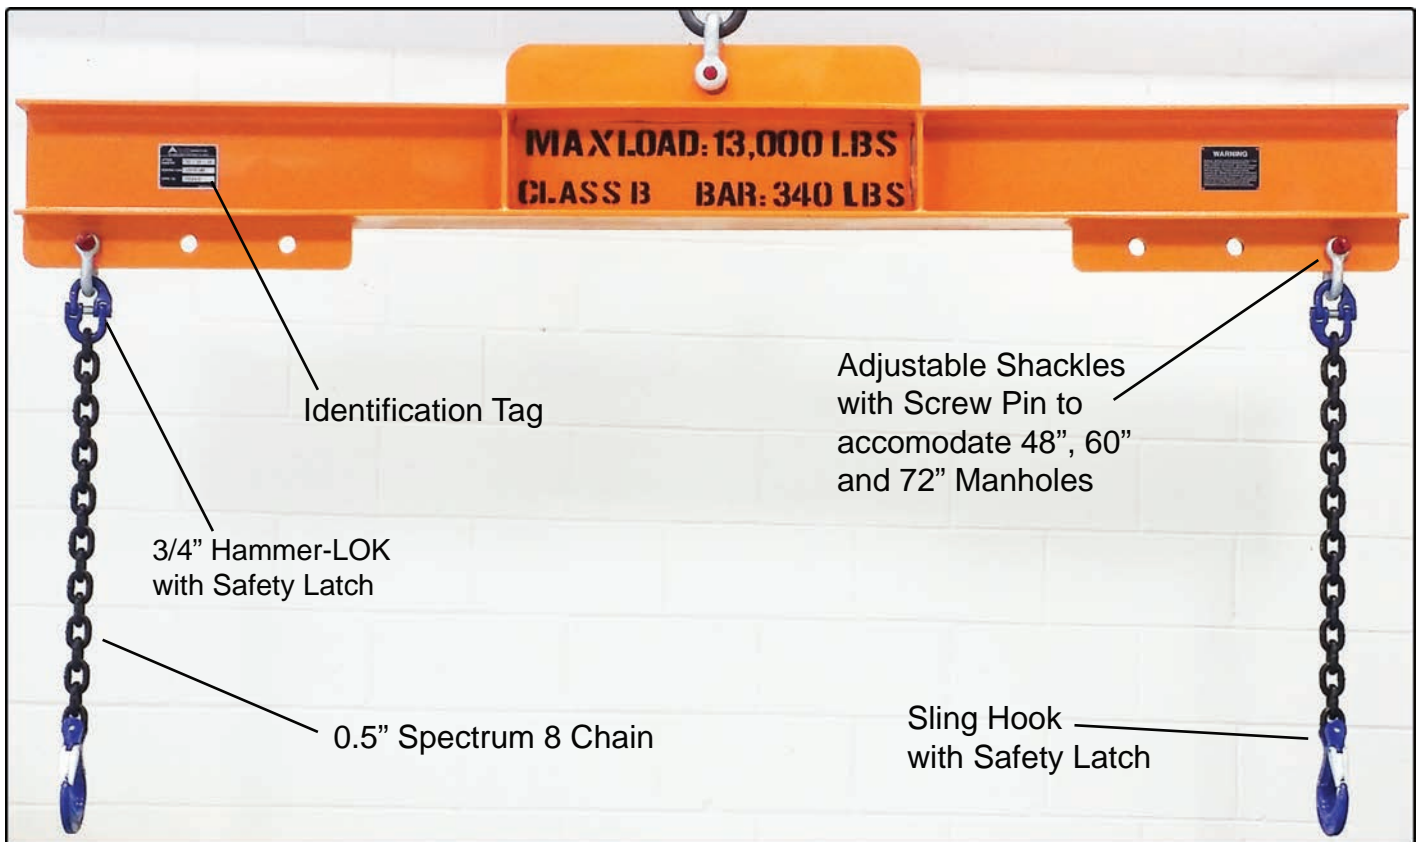 MAX LOAD: 13,000 LBS
CLASS B BAR: 340 LBS
WARNING
Identification Tag
Adjustable Shackles
with Screw Pin to
accomodate 48”, 60”
and 72” Manholes
3/4” Hammer-LOK
with Safety Latch
0.5” Spectrum 8 Chain
Sling Hook
with Safety Latch